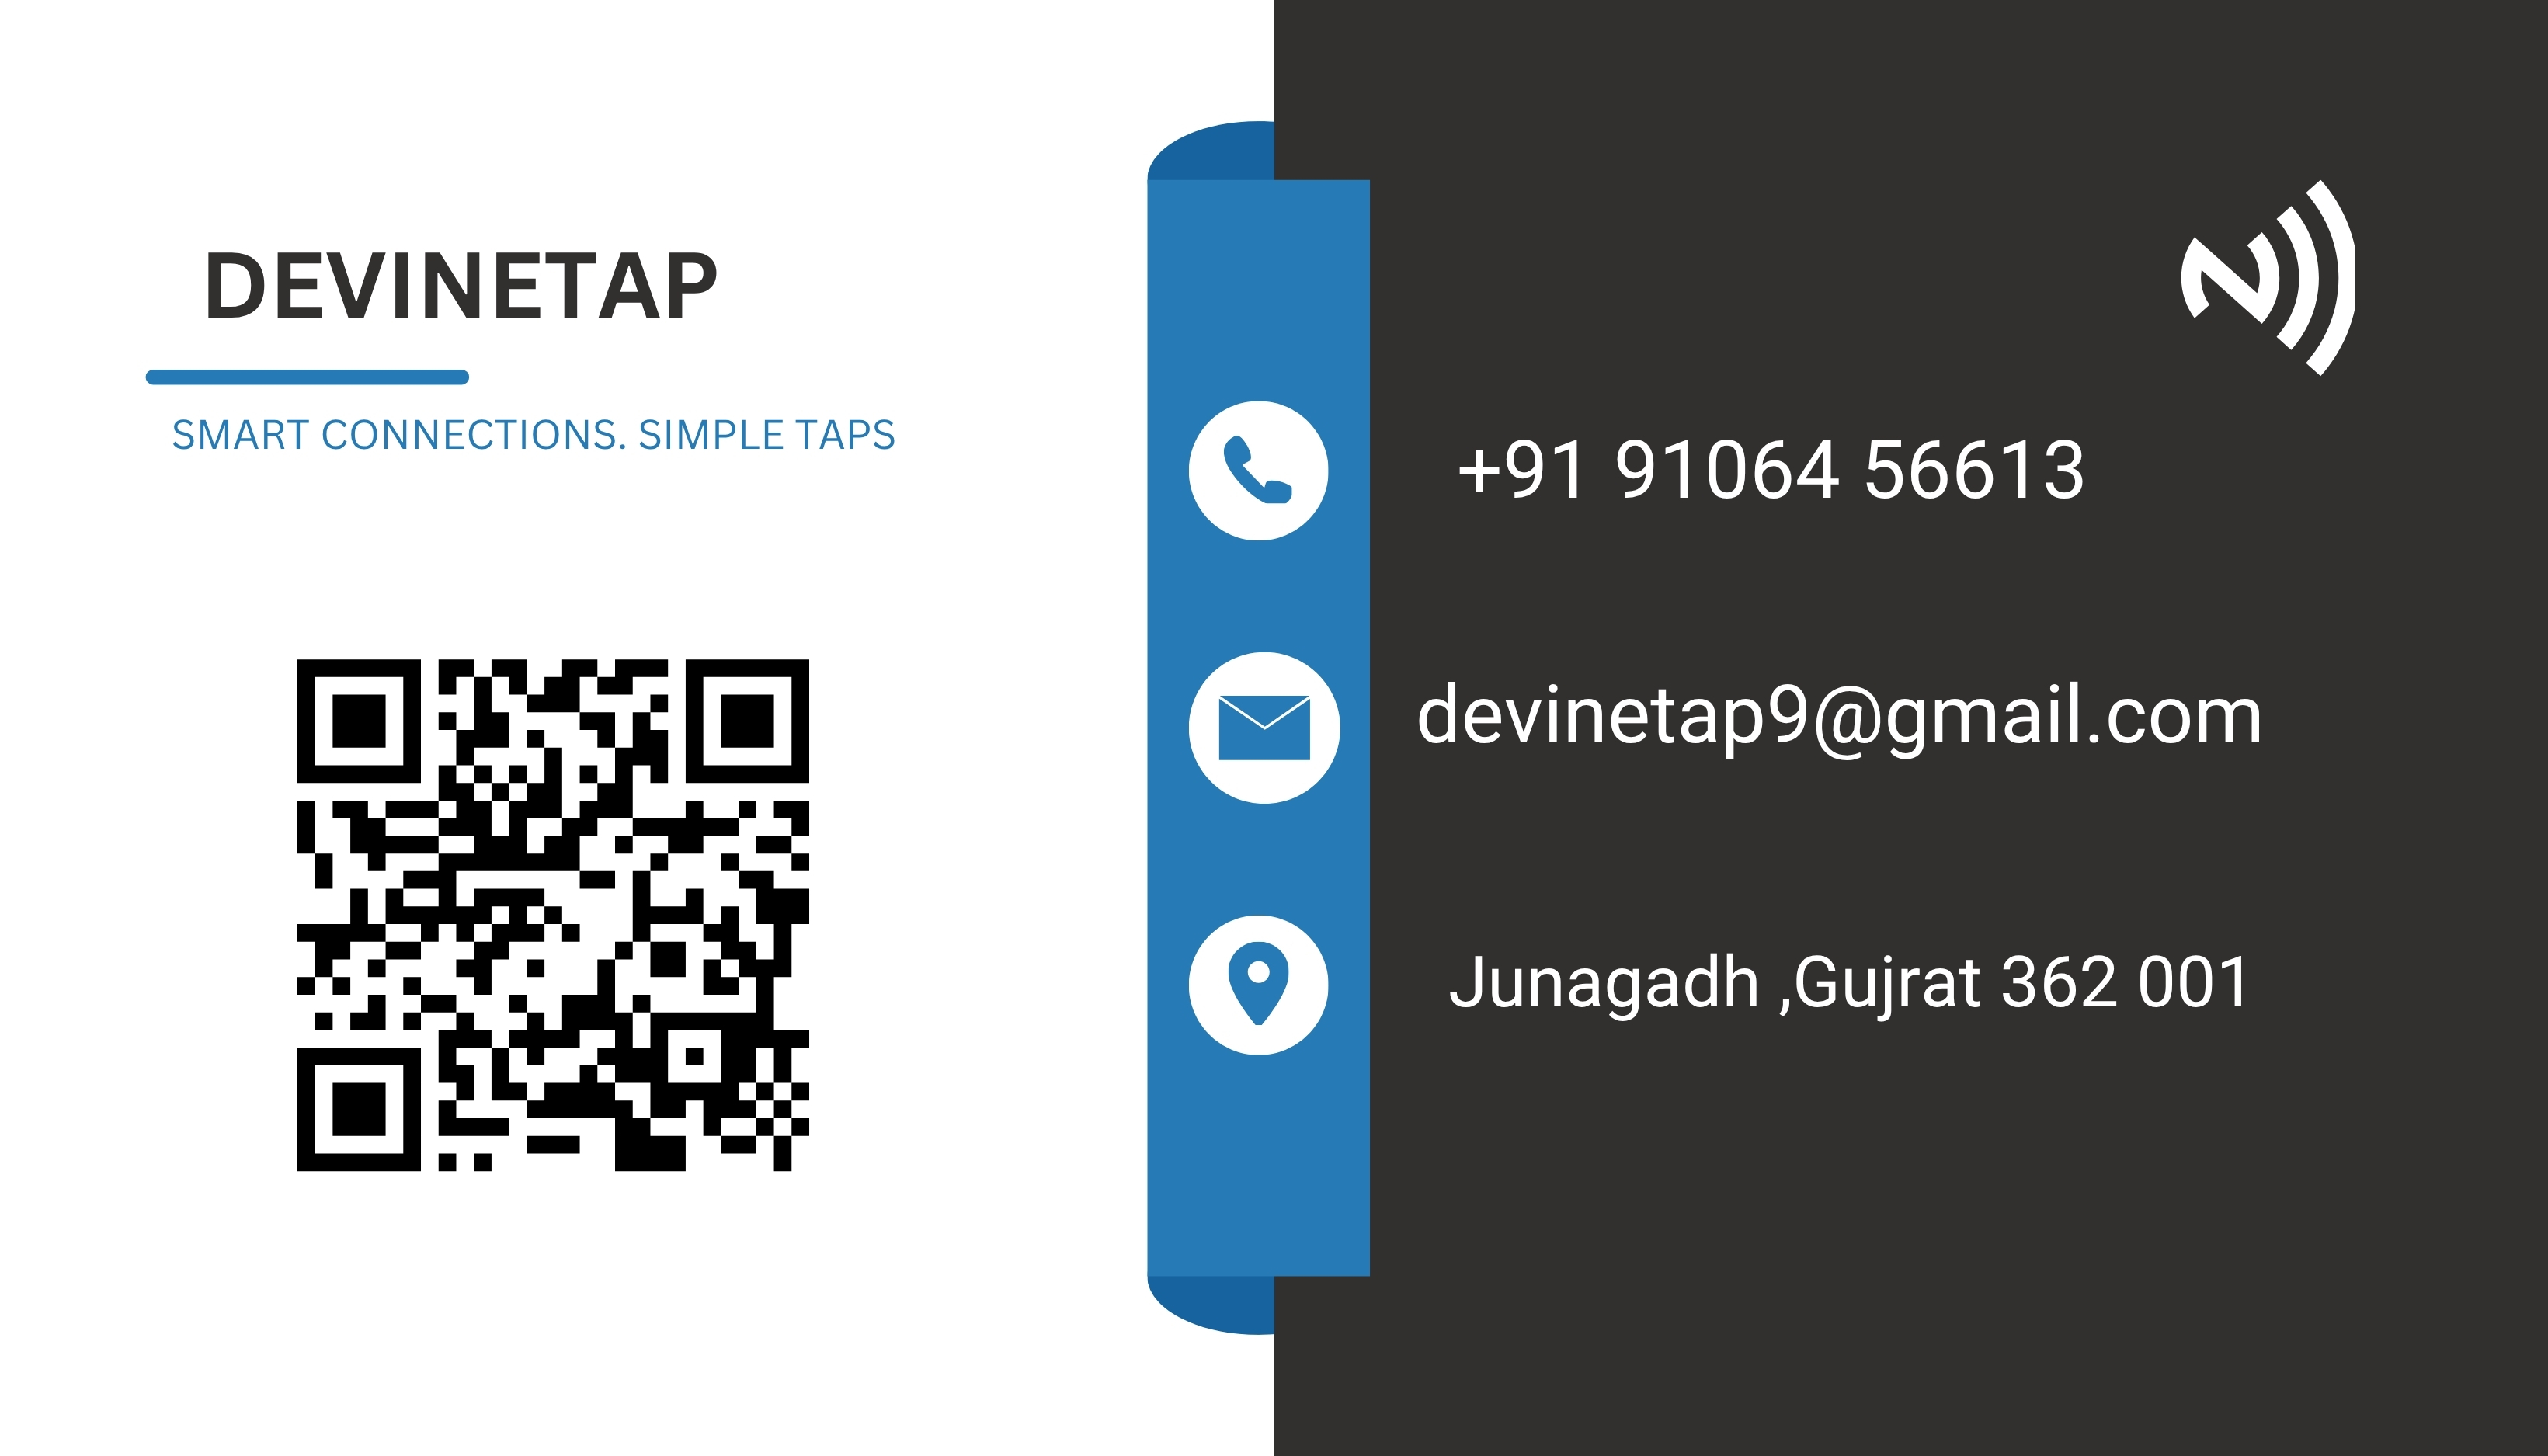 DEVINETAP
SMART CONNECTIONS. SIMPLE TAPS
+91 91064 56613
devinetap9@gmail.com
Junagadh ,Gujrat 362 001